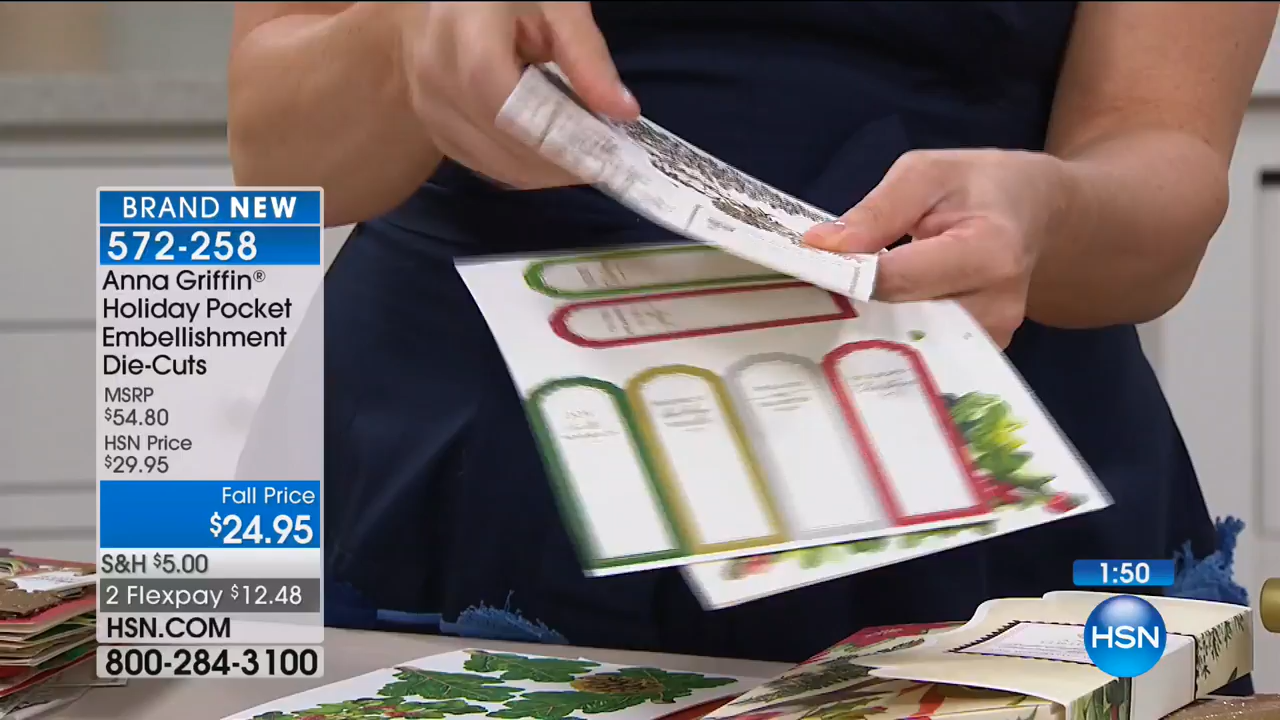 BRAND NEW
572-258
Anna Griffin®
Holiday Pocket
Embellishment
Die-Cuts
MSRP
$54.80
HSN Price
$29.95
Fall Price
$24.95
S&H $5.00
2 Flexpay $12.48
HSN.COM
800-284-3100
1:50
HSN